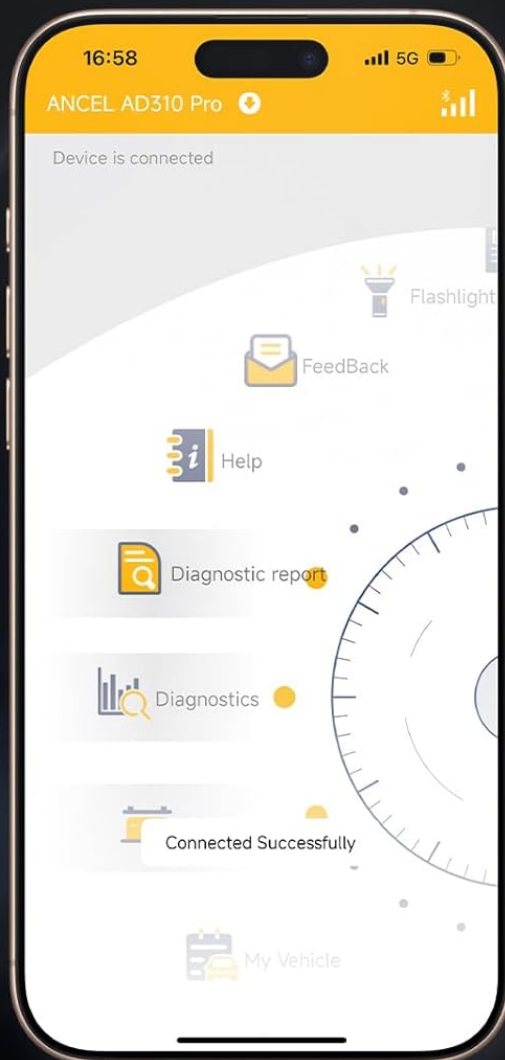 16:58
5G
ANCEL AD310 Pro
Device is connected
Flashlight
FeedBack
Help
Diagnostic report
Diagnostics
Connected Successfully
My Vehicle